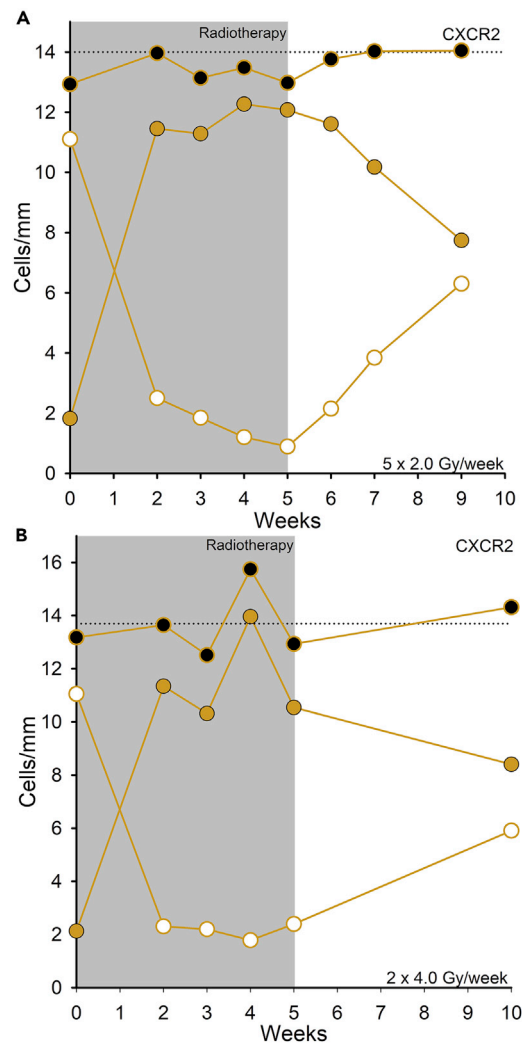 A
Radiotherapy
CXCR2
14
12
10
8
6
4
2
0
Cells/mm
5 x 2.0 Gy/week
0 1 2 3 4 5 6 7 8 9 10
Weeks
B
Radiotherapy
CXCR2
16
14
12
10
8
6
4
2
0
Cells/mm
2 x 4.0 Gy/week
0 1 2 3 4 5 6 7 8 9 10
Weeks